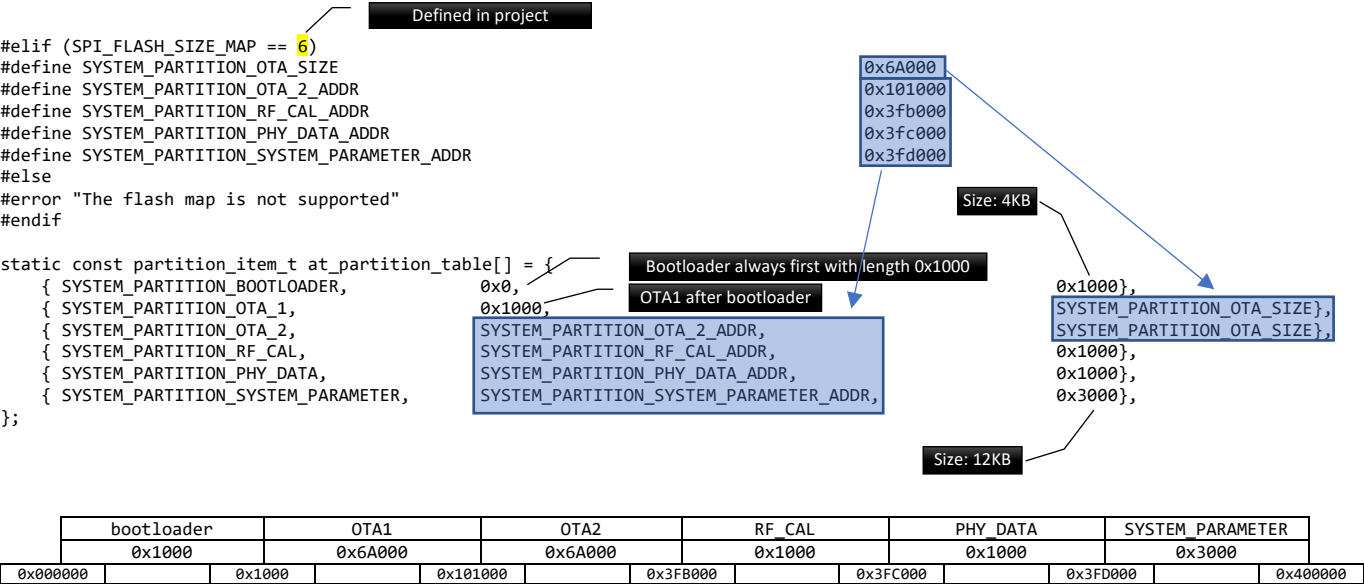 Defined in project
#elif (SPI_FLASH_SIZE_MAP == 6)
#define SYSTEM_PARTITION_OTA_SIZE 0x6A000
#define SYSTEM_PARTITION_OTA_2_ADDR 0x101000
#define SYSTEM_PARTITION_RF_CAL_ADDR 0x3fb000
#define SYSTEM_PARTITION_PHY_DATA_ADDR 0x3fc000
#define SYSTEM_PARTITION_SYSTEM_PARAMETER_ADDR 0x3fd000
#else
#error "The flash map is not supported"
Size: 4KB
#endif
static const partition_item_t at_partition_table[] = {
Bootloader always first with length 0x1000
{ SYSTEM_PARTITION_BOOTLOADER, 0x0, 0x1000},
OTA1 after bootloader
{ SYSTEM_PARTITION_OTA_1, 0x1000, SYSTEM_PARTITION_OTA_SIZE},
{ SYSTEM_PARTITION_OTA_2, SYSTEM_PARTITION_OTA_2_ADDR, SYSTEM_PARTITION_OTA_SIZE},
{ SYSTEM_PARTITION_RF_CAL, SYSTEM_PARTITION_RF_CAL_ADDR, 0x1000},
{ SYSTEM_PARTITION_PHY_DATA, SYSTEM_PARTITION_PHY_DATA_ADDR, 0x1000},
{ SYSTEM_PARTITION_SYSTEM_PARAMETER, SYSTEM_PARTITION_SYSTEM_PARAMETER_ADDR, 0x3000},
};
Size: 12KB
bootloader OTA1 OTA2 RF_CAL PHY_DATA SYSTEM_PARAMETER
0x1000 0x6A000 0x6A000 0x1000 0x1000 0x3000
0x000000 0x1000 0x101000 0x3FB000 0x3FC000 0x3FD000 0x400000